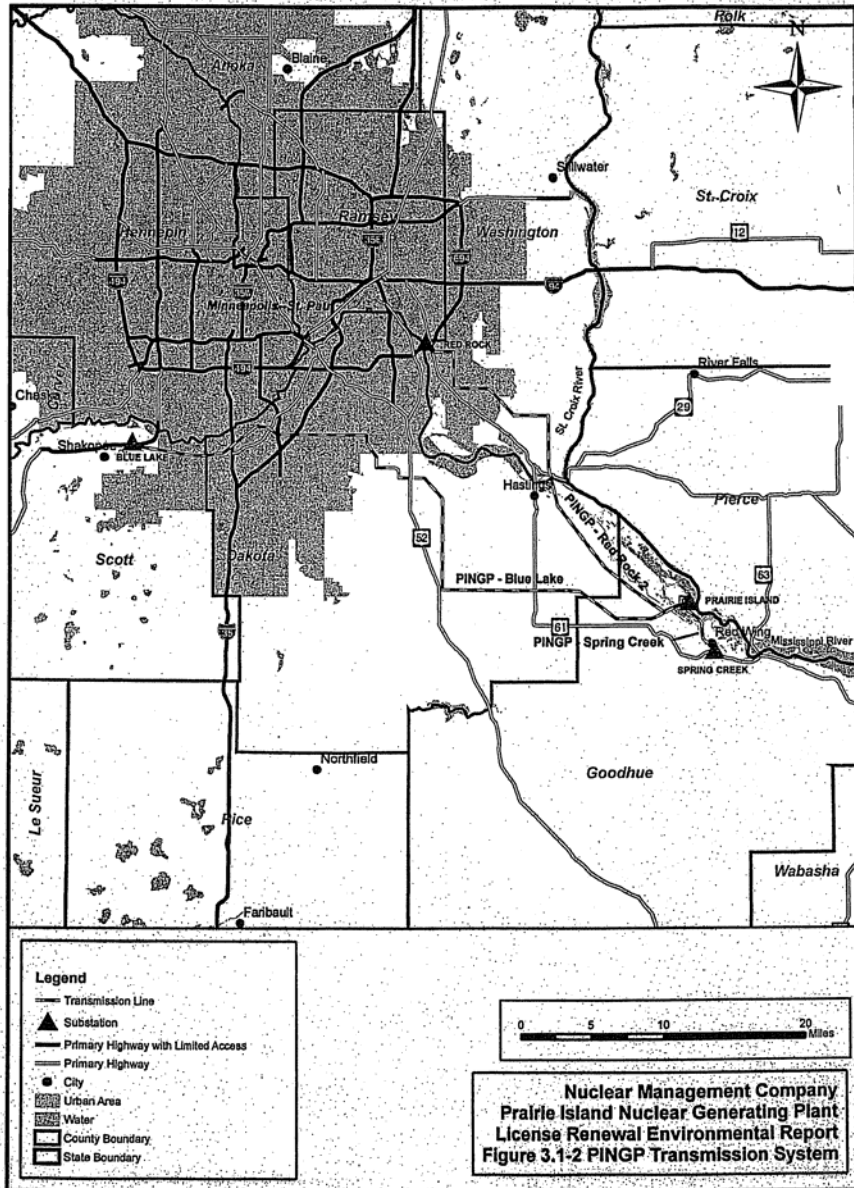 Polk
N
Blaine
Anoka
Stillwater
St. Croix
Hennepin
Ramsey
Washington
12
694
94
Minneapolis--St. Paul
RED ROCK
River Falls
Carver
St. Croix River
29
Shakopee
BLUE LAKE
Hastings
Pierce
PINGP - Red Rock 2
Scott
Dakota
52
PINGP - Blue Lake
63
PRAIRIE ISLAND
35
61
Red Wing
Mississippi River
PINGP - Spring Creek
SPRING CREEK
Northfield
Goodhue
Le Sueur
Rice
Wabasha
Faribault
Legend
Transmission Line
Substation
Primary Highway with Limited Access
Primary Highway
City
Urban Area
Water
County Boundary
State Boundary
0 5 10 20
Miles
Nuclear Management Company
Prairie Island Nuclear Generating Plant
License Renewal Environmental Report
Figure 3.1-2 PINGP Transmission System